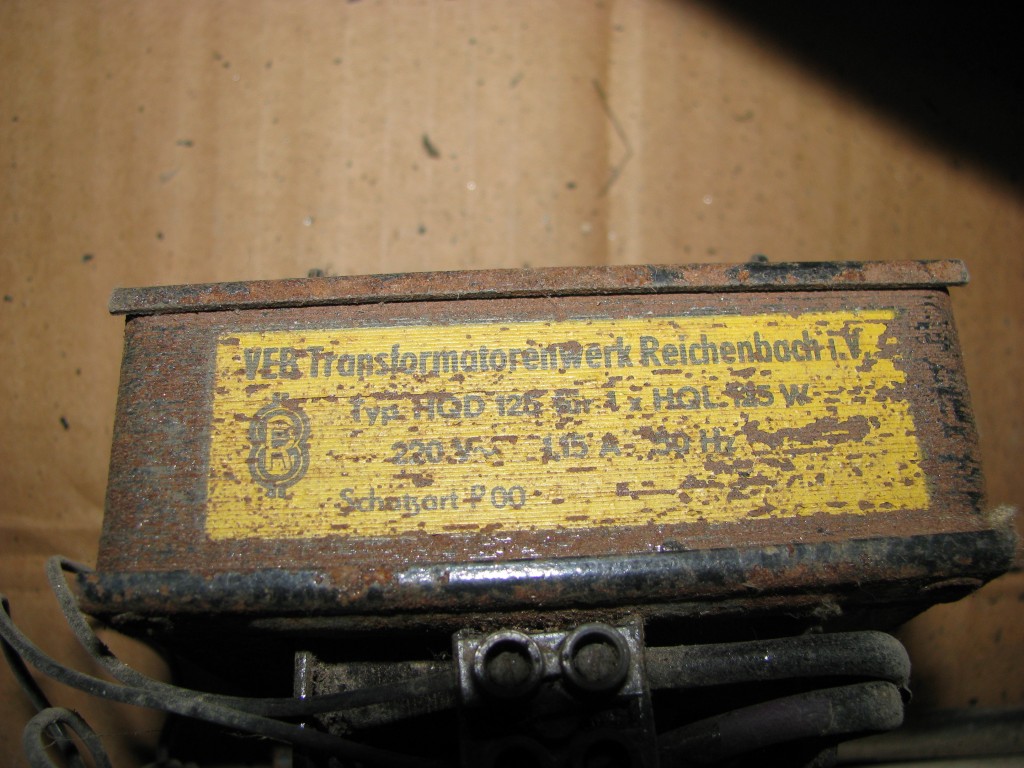 VEB Transformatorenwerk Reichenbach i.V.
Typ HQD 125 für 1 x HQL 125 W
220 V~ 1,15 A 50 Hz
Schutzart P 00